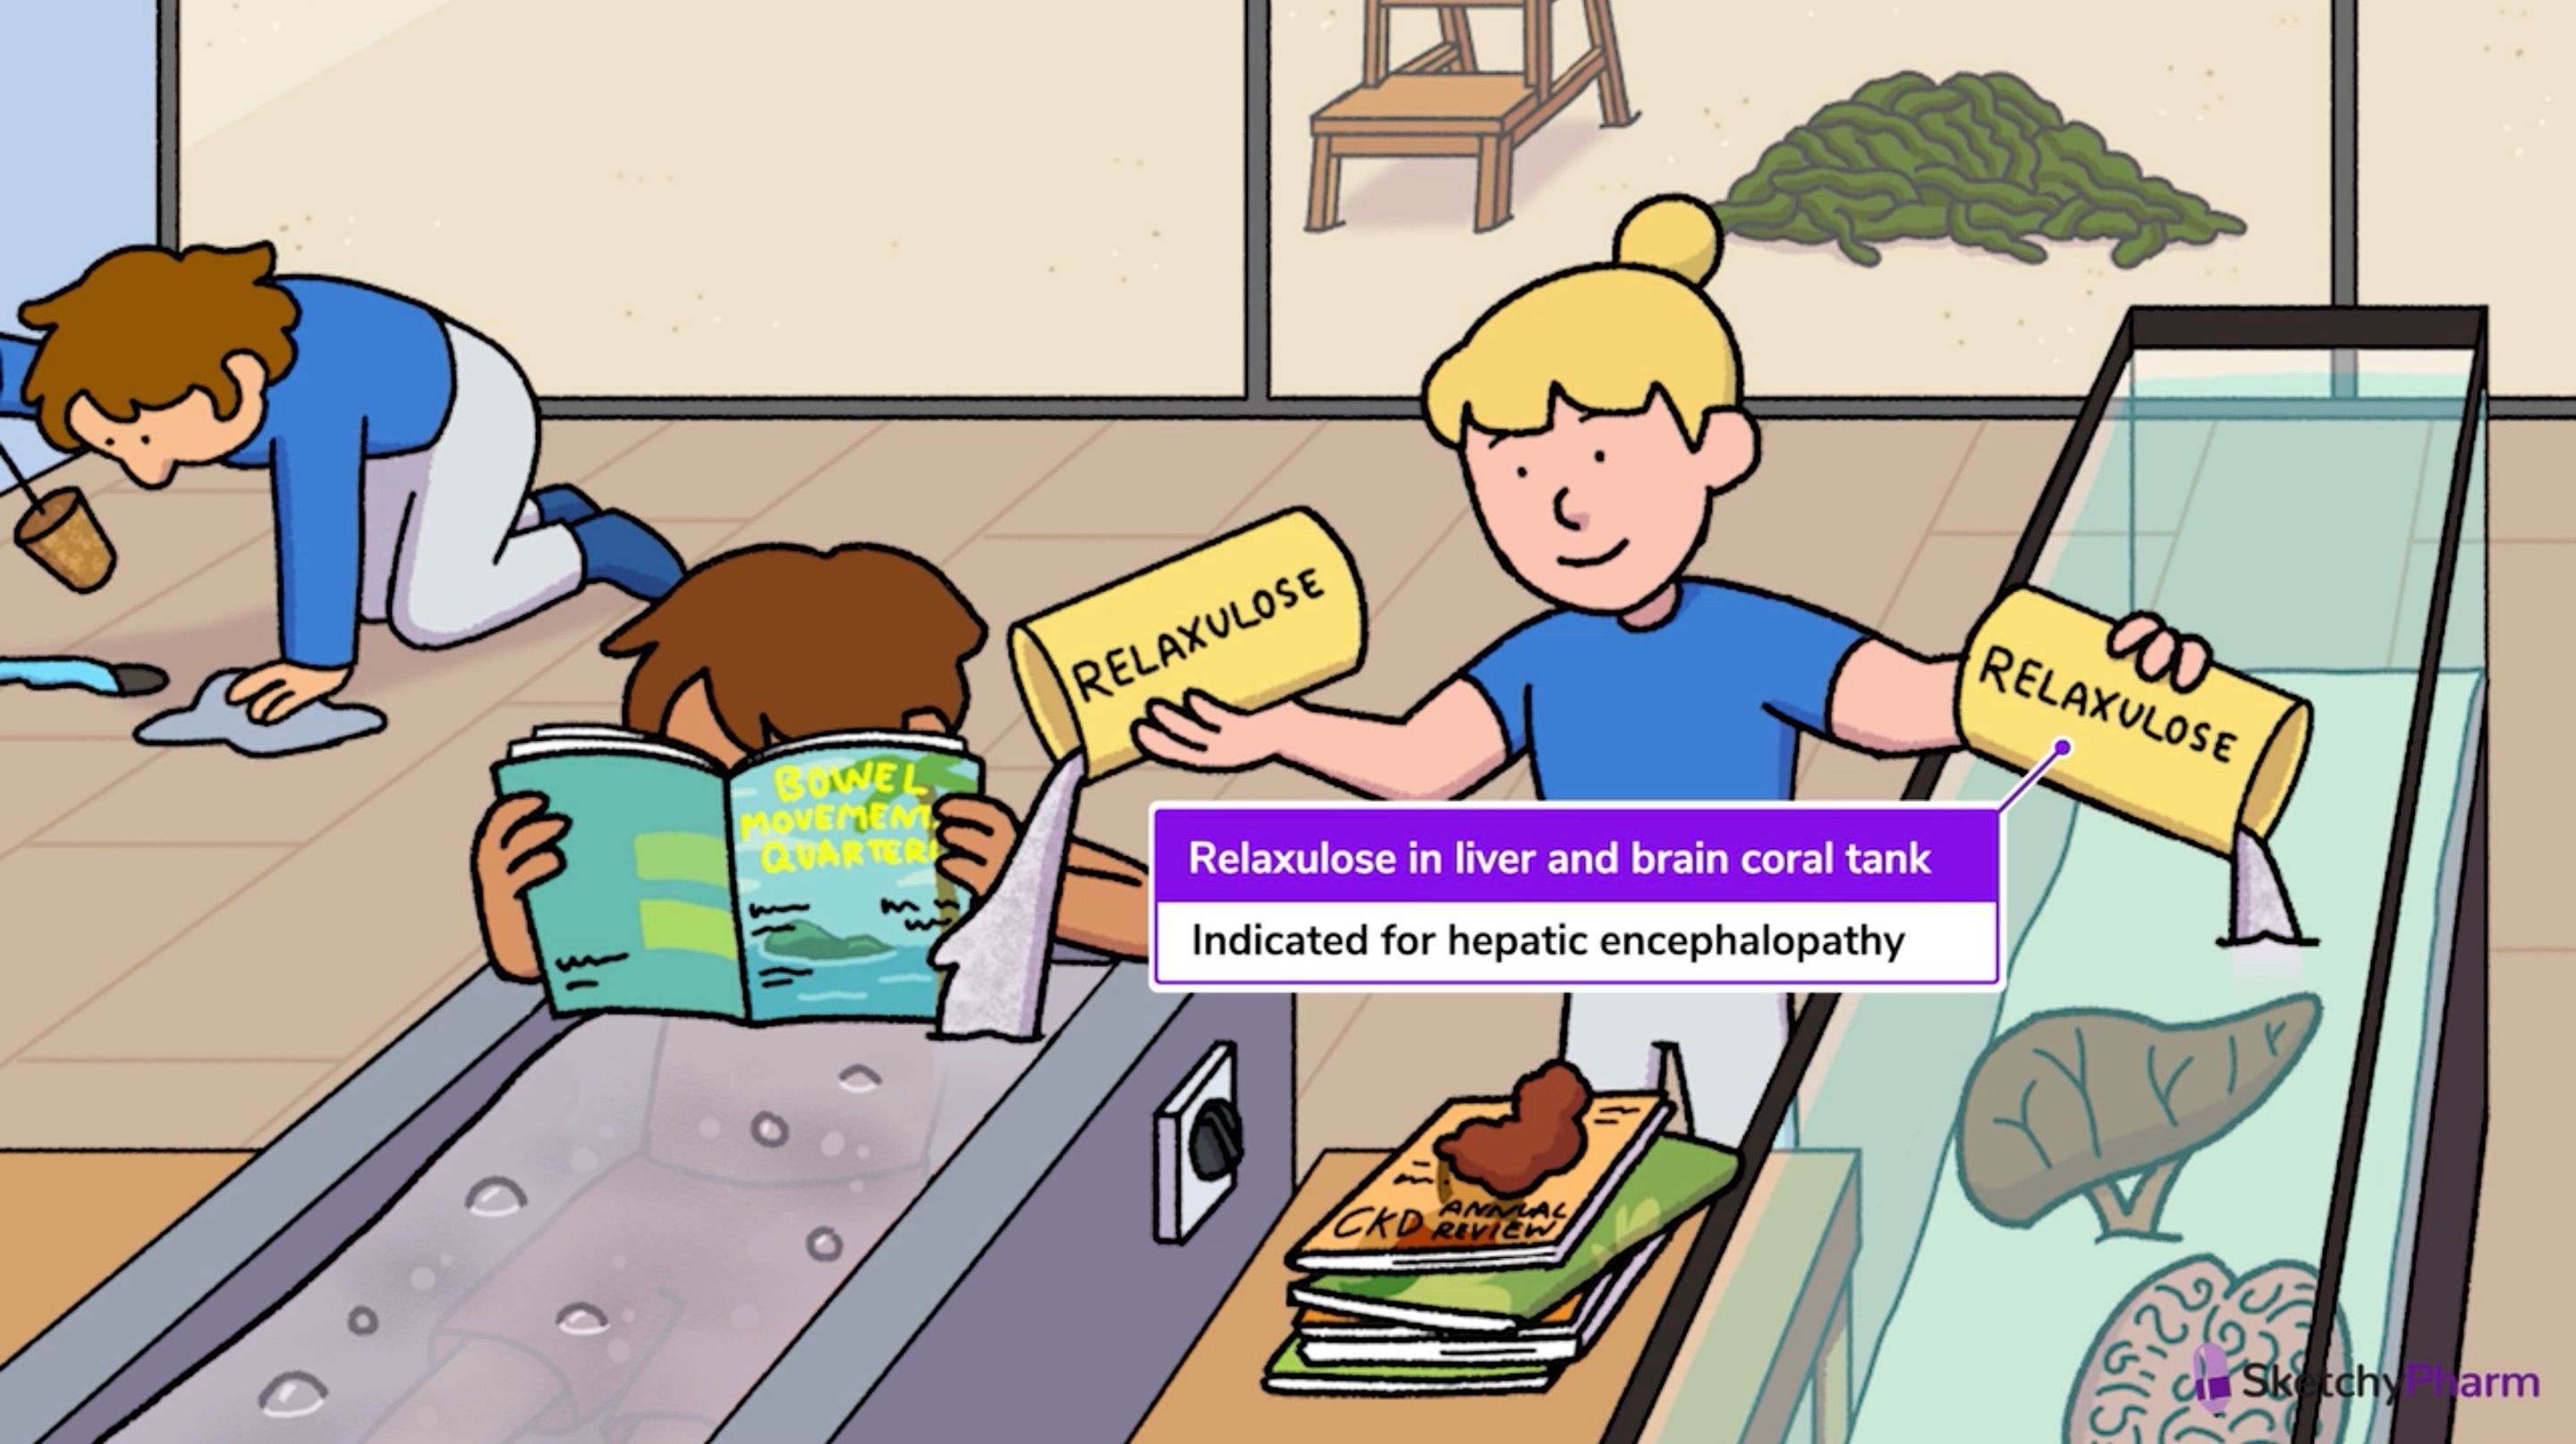 RELAXULOSE
RELAXULOSE
BOWEL
MOVEMENT
QUARTERL
Relaxulose in liver and brain coral tank
Indicated for hepatic encephalopathy
CKD ANNUAL
REVIEW
SketchyPharm